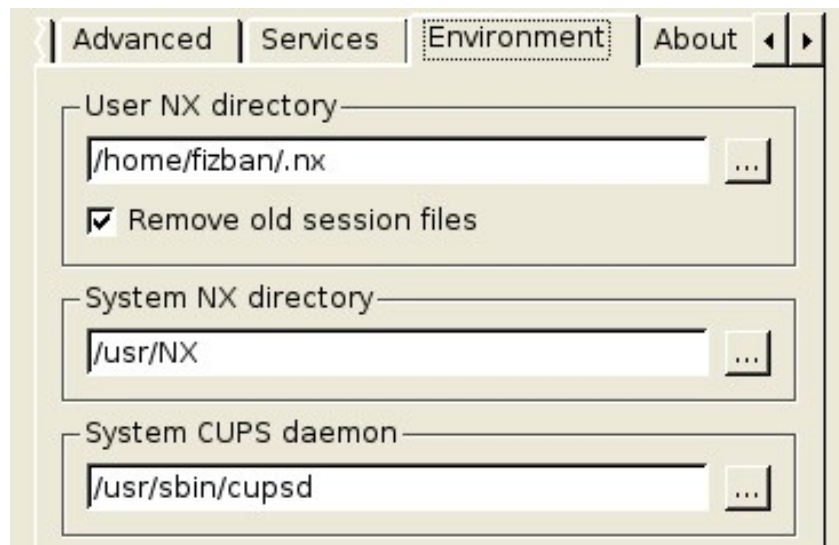 Advanced Services Environment About
User NX directory
/home/fizban/.nx
...
Remove old session files
System NX directory
/usr/NX
...
System CUPS daemon
/usr/sbin/cupsd
...